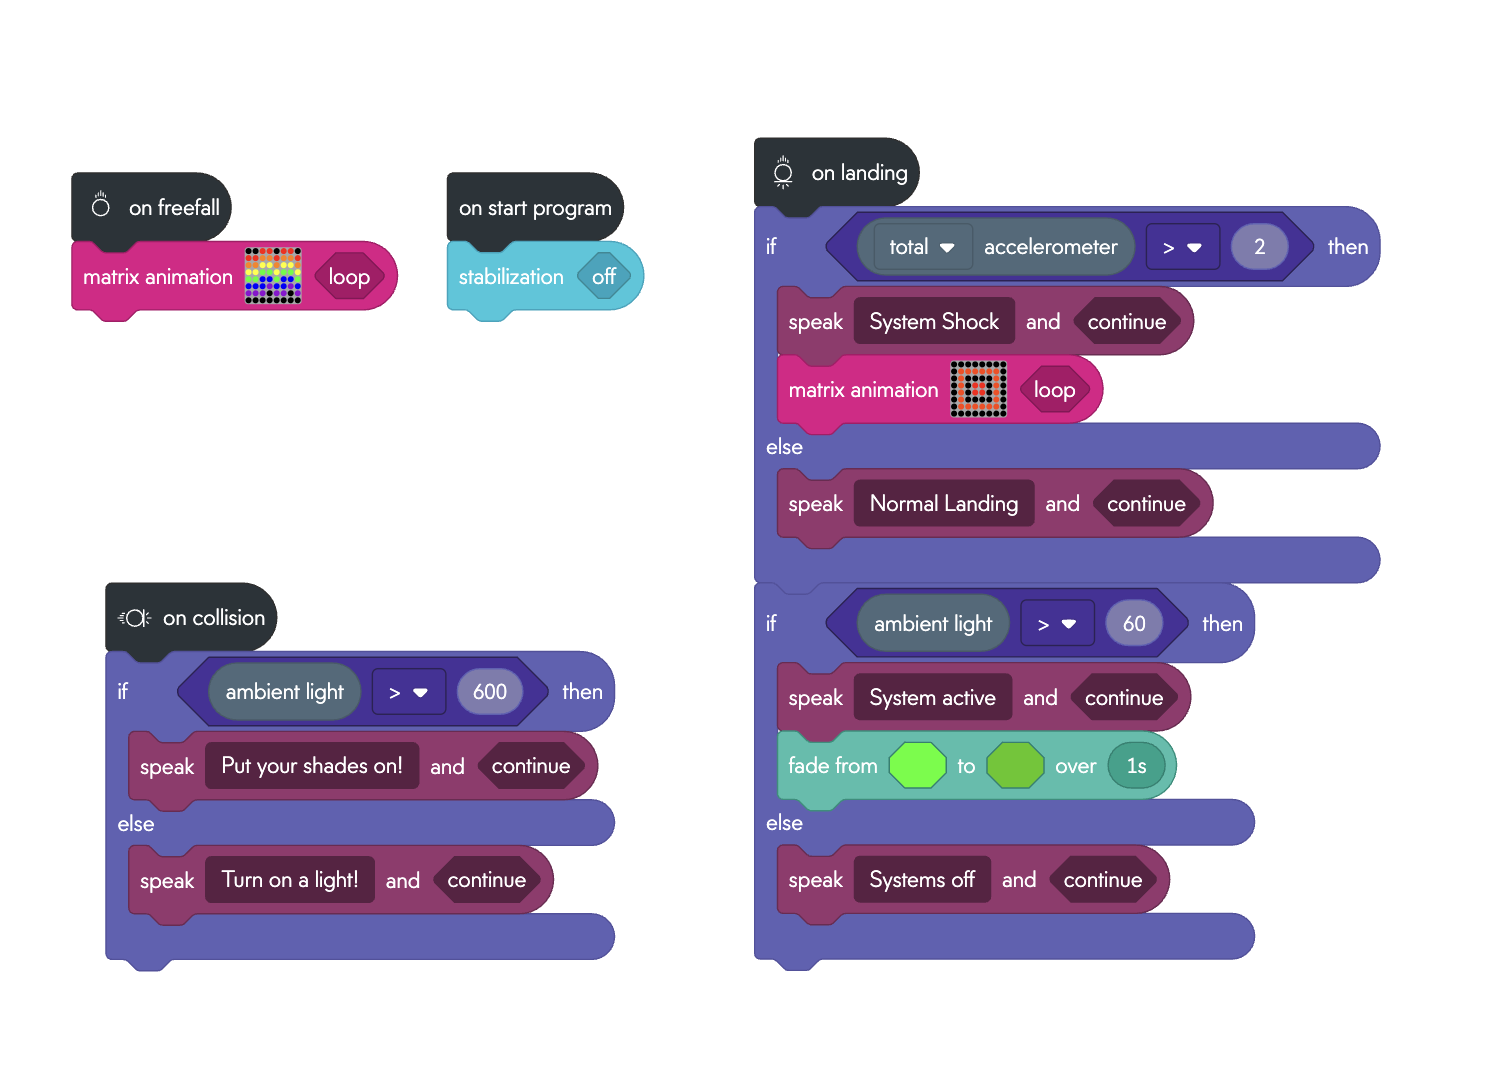 on freefall
matrix animation loop
on start program
stabilization off
on landing
if total accelerometer > 2 then
speak System Shock and continue
matrix animation loop
else
speak Normal Landing and continue
if ambient light > 60 then
speak System active and continue
fade from to over 1s
else
speak Systems off and continue
on collision
if ambient light > 600 then
speak Put your shades on! and continue
else
speak Turn on a light! and continue